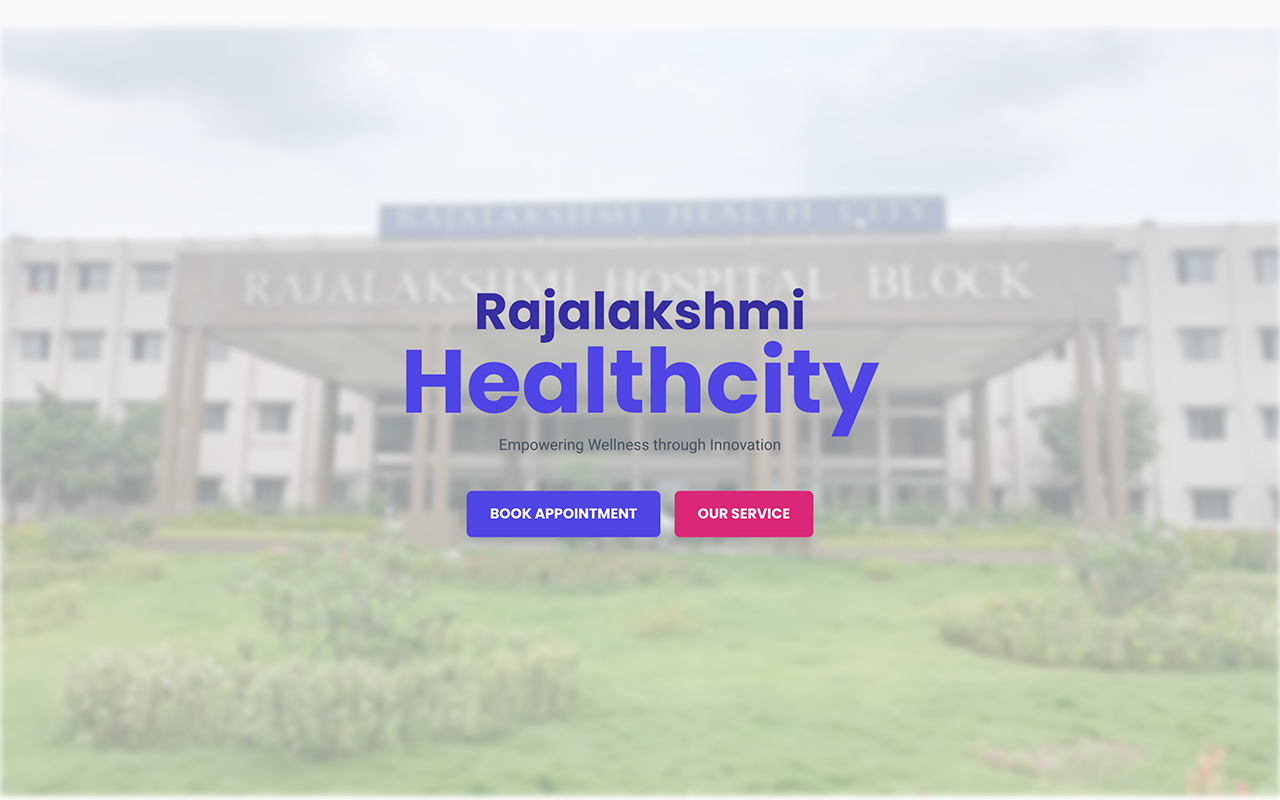 RAJALAKSHMI HEALTH CITY
RAJALAKSHMI HOSPITAL BLOCK
Rajalakshmi
Healthcity
Empowering Wellness through Innovation
BOOK APPOINTMENT OUR SERVICE